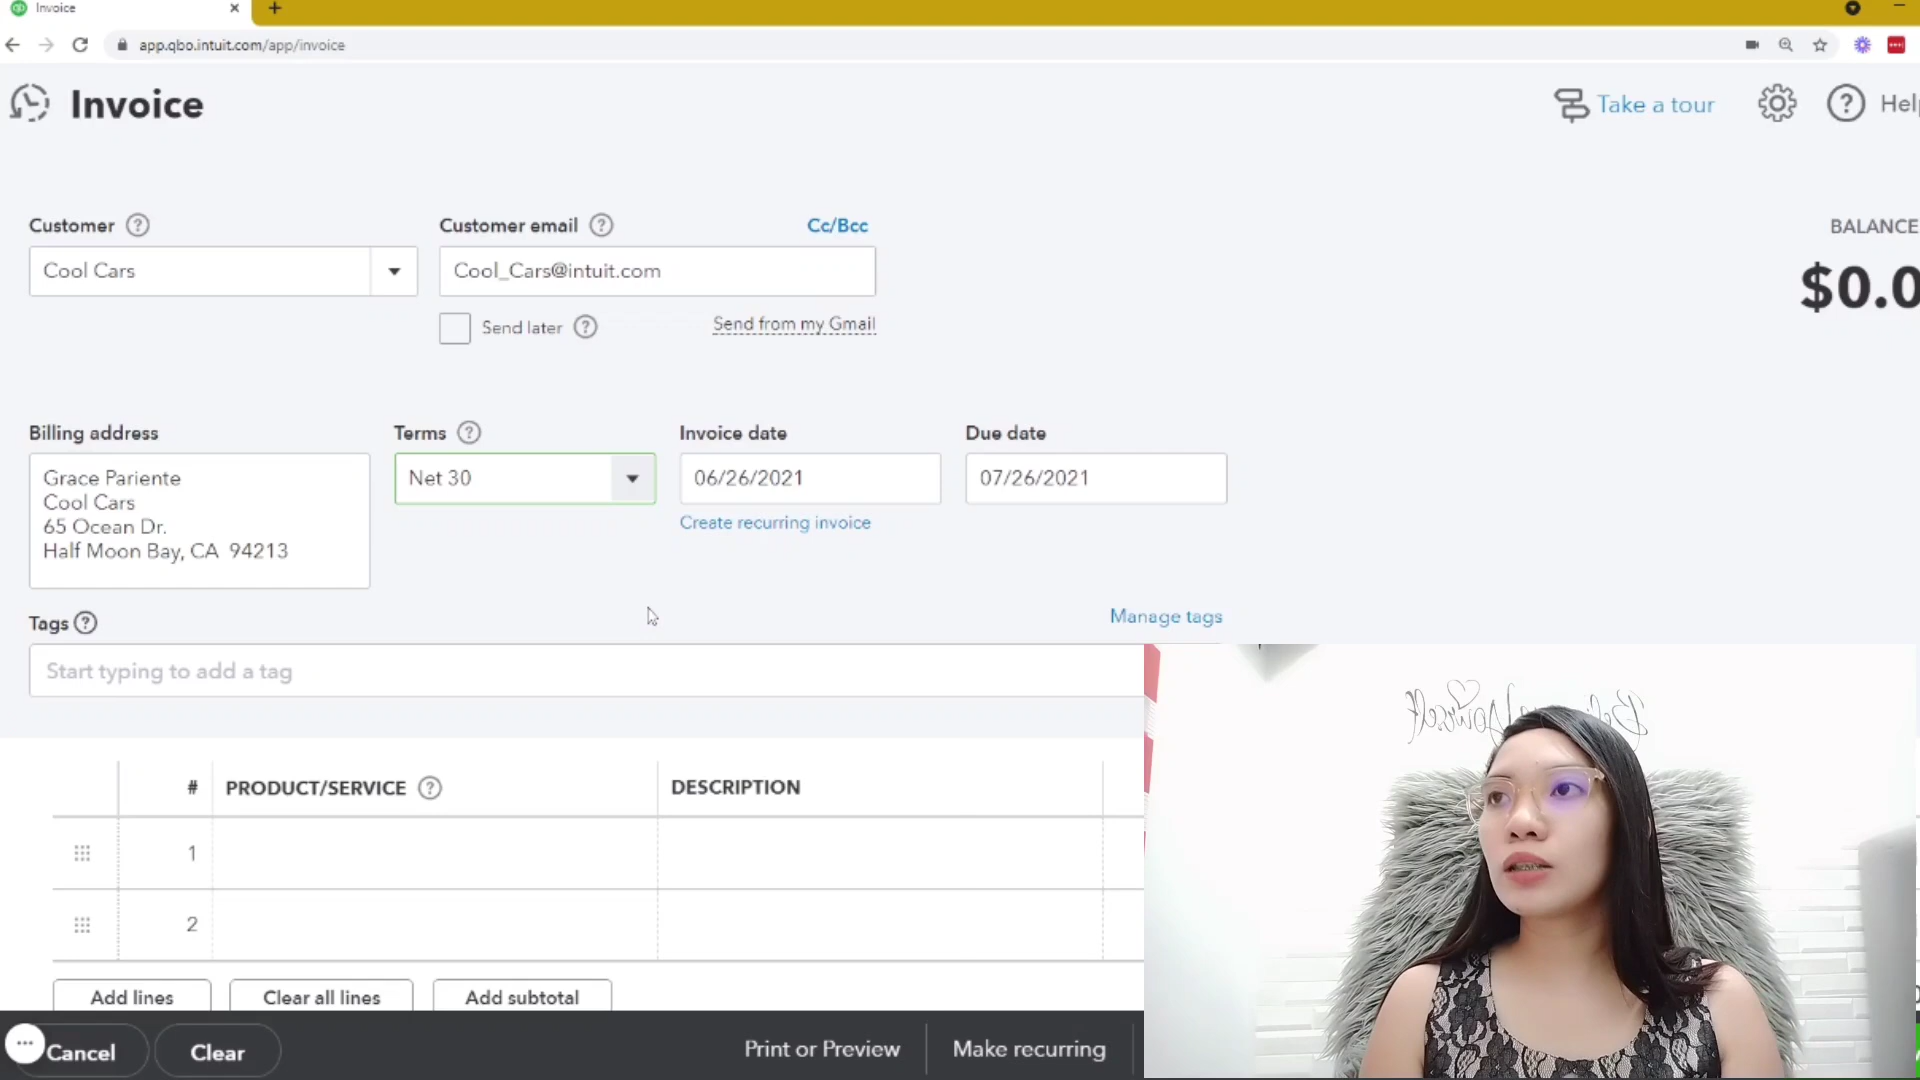 Invoice
app.qbo.intuit.com/app/invoice
Invoice
Take a tour
Help
Customer
Customer email
Cc/Bcc
BALANCE
Cool Cars
Cool_Cars@intuit.com
$0.0
Send later
Send from my Gmail
Billing address
Terms
Invoice date
Due date
Grace Pariente
Cool Cars
65 Ocean Dr.
Half Moon Bay, CA 94213
Net 30
06/26/2021
07/26/2021
Create recurring invoice
Tags
Manage tags
Start typing to add a tag
# PRODUCT/SERVICE DESCRIPTION
1
2
Add lines
Clear all lines
Add subtotal
Cancel
Clear
Print or Preview
Make recurring